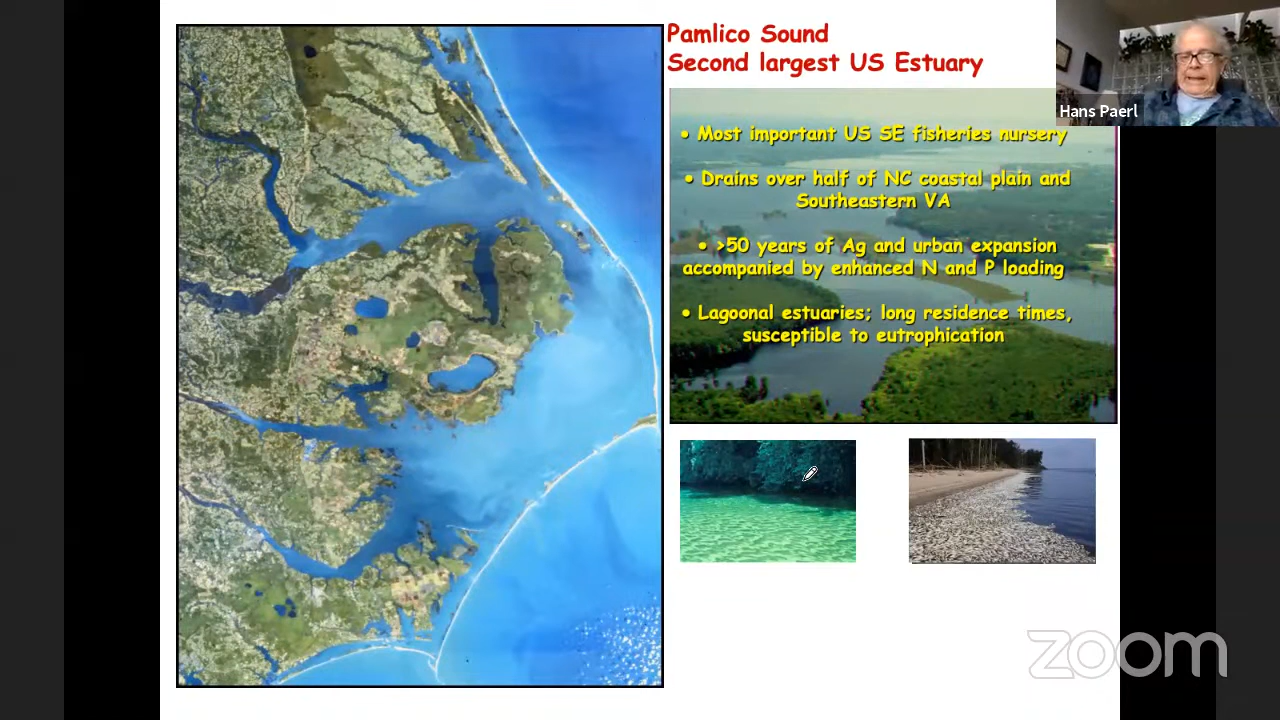 Pamlico Sound
Second largest US Estuary
Hans Paerl
• Most important US SE fisheries nursery
• Drains over half of NC coastal plain and
Southeastern VA
• >50 years of Ag and urban expansion
accompanied by enhanced N and P loading
• Lagoonal estuaries; long residence times,
susceptible to eutrophication
zoom